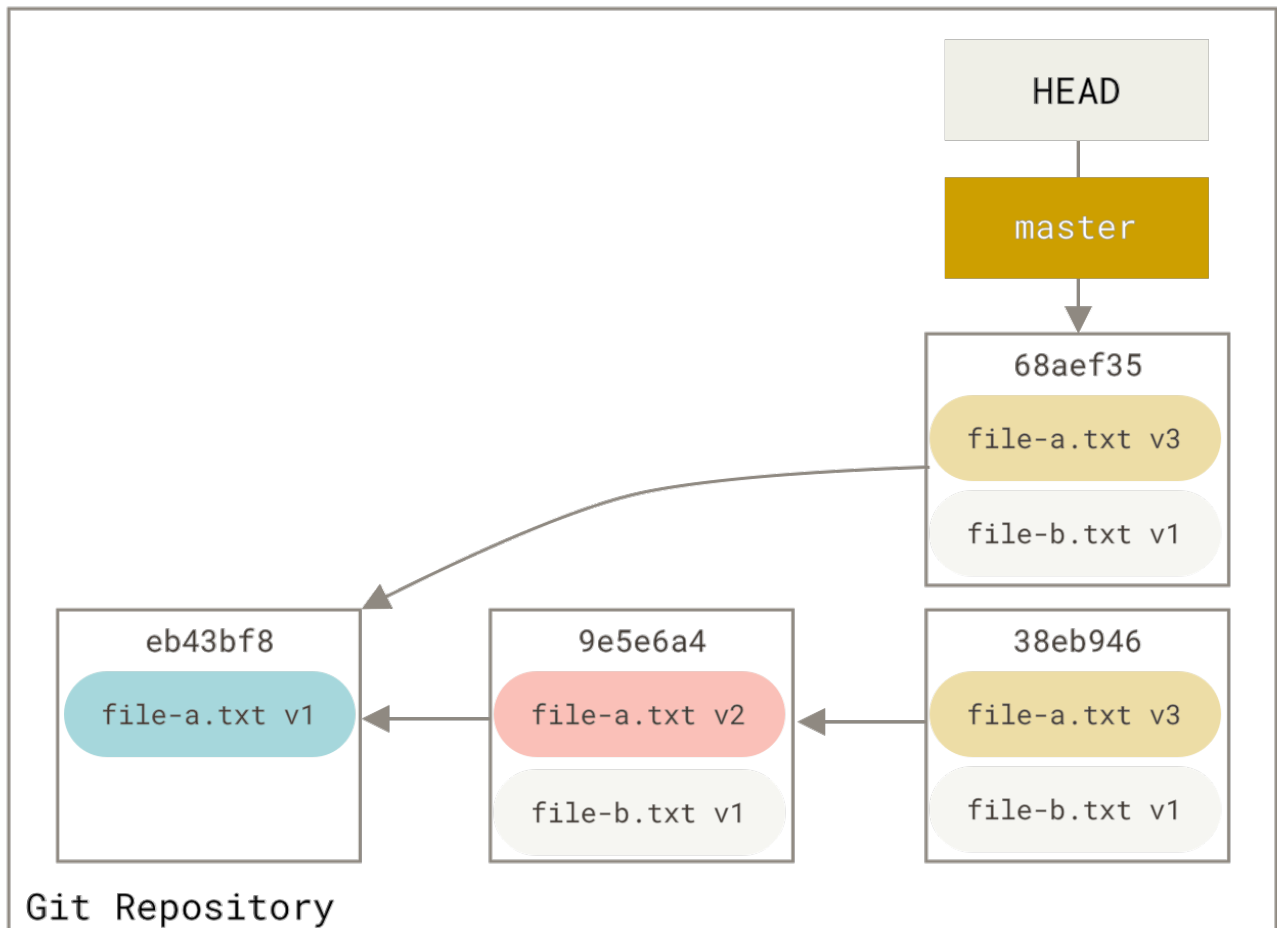 HEAD
master
68aef35
file-a.txt v3
file-b.txt v1
eb43bf8
file-a.txt v1
9e5e6a4
file-a.txt v2
file-b.txt v1
38eb946
file-a.txt v3
file-b.txt v1
Git Repository